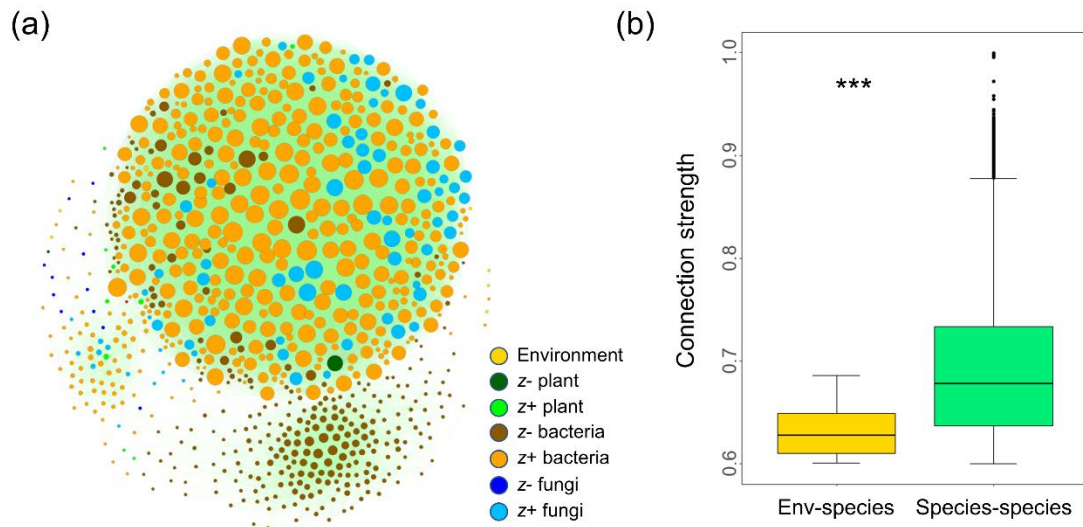 (a)
Environment
z- plant
z+ plant
z- bacteria
z+ bacteria
z- fungi
z+ fungi
(b)
Connection strength
1.0
0.9
0.8
0.7
0.6
***
Env-species
Species-species